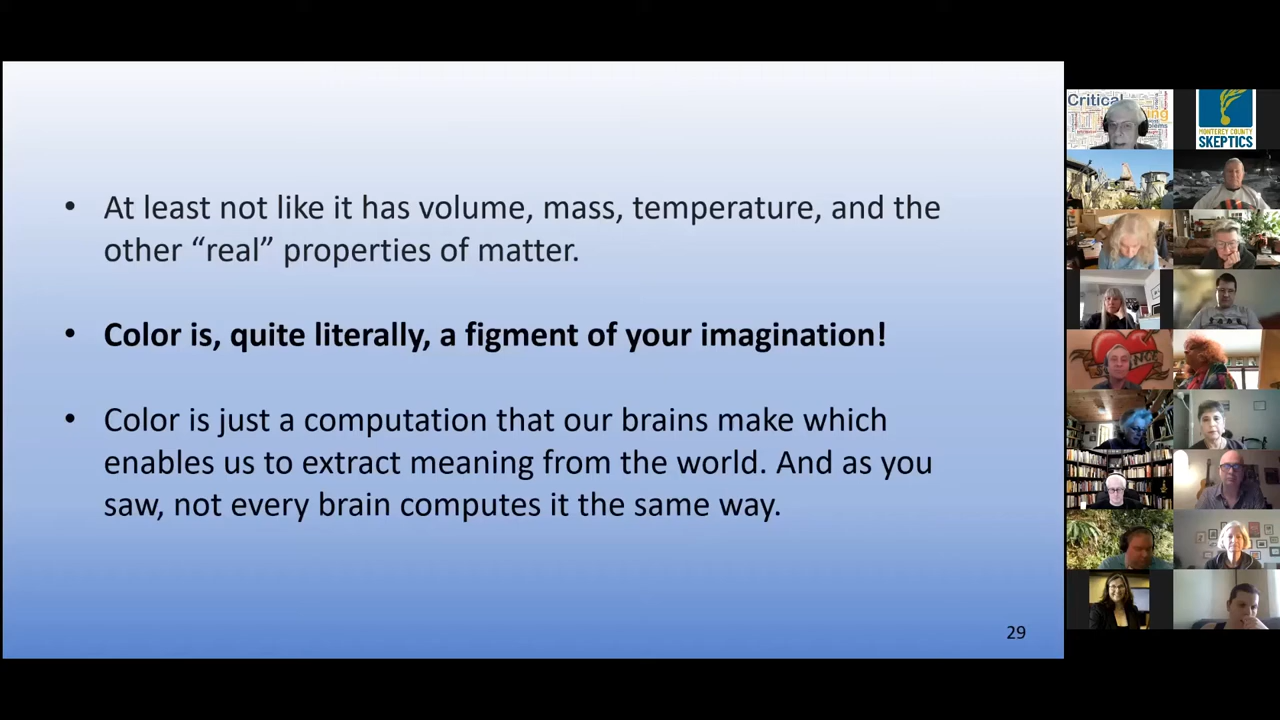 • At least not like it has volume, mass, temperature, and the
other “real” properties of matter.
• Color is, quite literally, a figment of your imagination!
• Color is just a computation that our brains make which
enables us to extract meaning from the world. And as you
saw, not every brain computes it the same way.
29
Critical
MONTEREY COUNTY
SKEPTICS